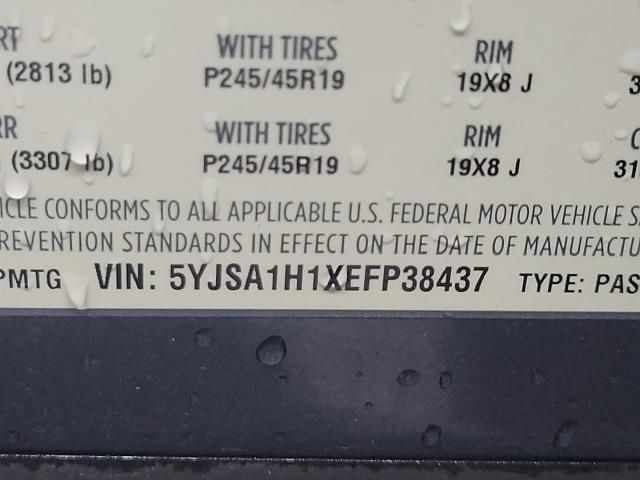 RT WITH TIRES RIM
(2813 lb) P245/45R19 19X8 J 3
RR WITH TIRES RIM C
(3307 lb) P245/45R19 19X8 J 31
ICLE CONFORMS TO ALL APPLICABLE U.S. FEDERAL MOTOR VEHICLE S
REVENTION STANDARDS IN EFFECT ON THE DATE OF MANUFACTU
PMTG VIN: 5YJSA1H1XEFP38437 TYPE: PAS